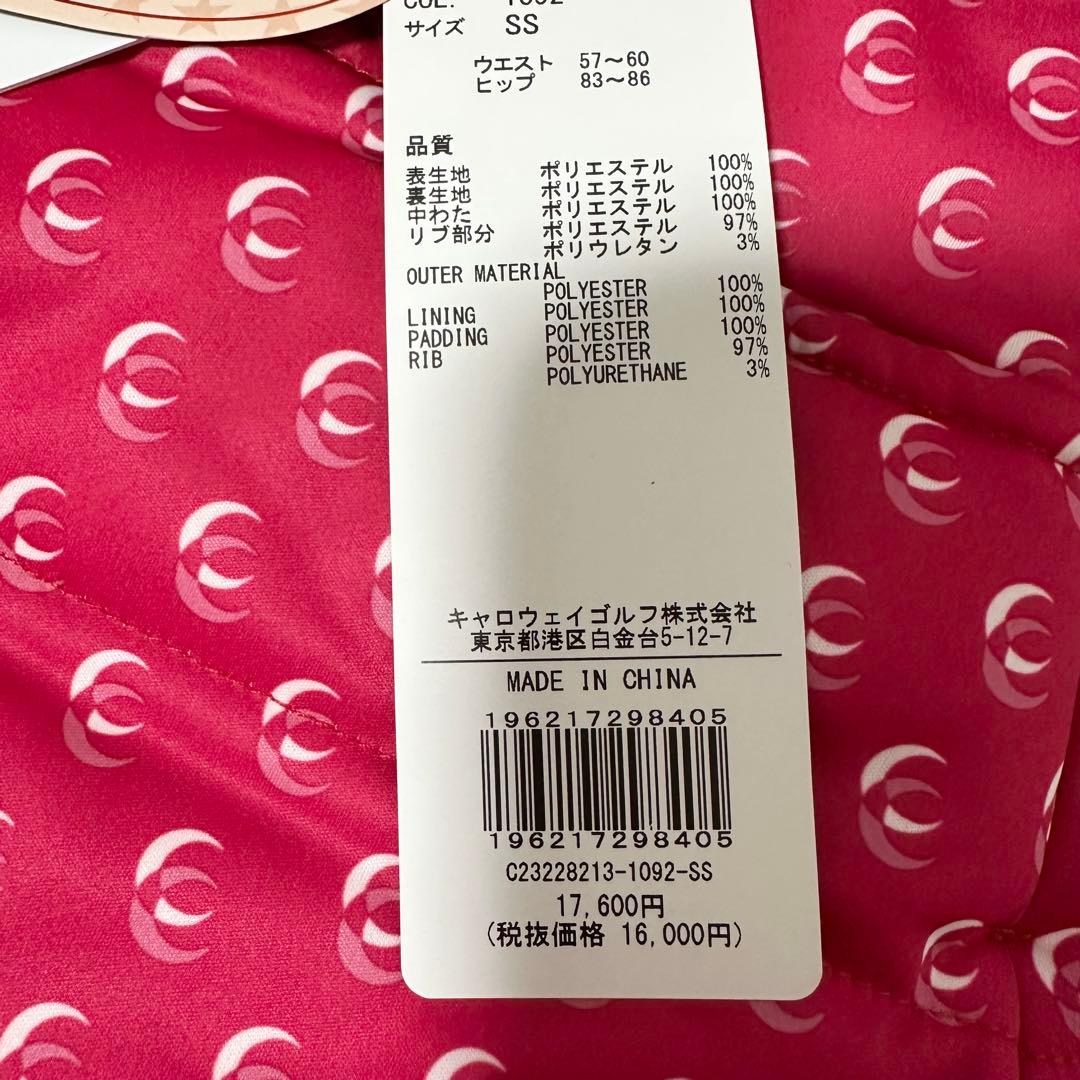 COL. 1092
サイズ SS
ウエスト 57～60
ヒップ 83～86
品質
表生地 ポリエステル 100%
裏生地 ポリエステル 100%
中わた ポリエステル 100%
リブ部分 ポリエステル 97%
ポリウレタン 3%
OUTER MATERIAL
POLYESTER 100%
LINING POLYESTER 100%
PADDING POLYESTER 100%
RIB POLYESTER 97%
POLYURETHANE 3%
キャロウェイゴルフ株式会社
東京都港区白金台5-12-7
MADE IN CHINA
196217298405
196217298405
C23228213-1092-SS
17,600円
(税抜価格 16,000円)